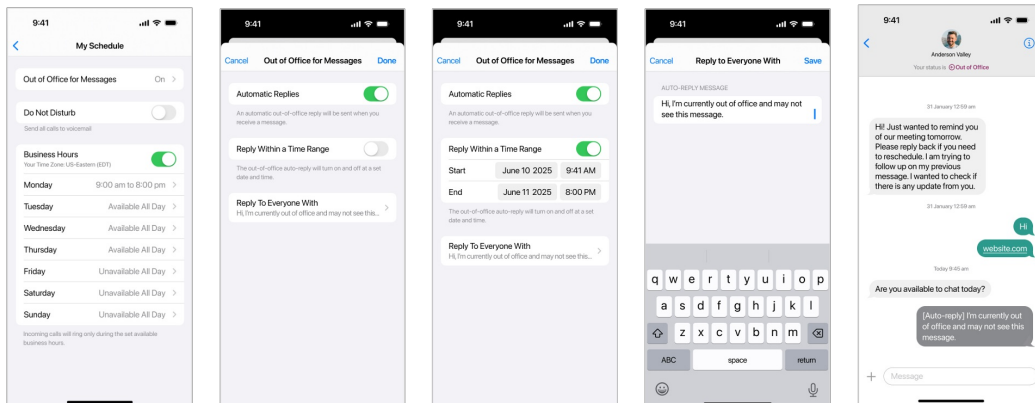 9:41
My Schedule
Out of Office for Messages On
Do Not Disturb
Send all calls to voicemail
Business Hours
Your Time Zone: US-Eastern (EDT)
Monday 9:00 am to 8:00 pm
Tuesday Available All Day
Wednesday Available All Day
Thursday Available All Day
Friday Unavailable All Day
Saturday Unavailable All Day
Sunday Unavailable All Day
Incoming calls will ring only during the set available
business hours.
9:41
Cancel Out of Office for Messages Done
Automatic Replies
An automatic out-of-office reply will be sent when you
receive a message.
Reply Within a Time Range
The out-of-office auto-reply will turn on and off at a set
date and time.
Reply To Everyone With
Hi, I'm currently out of office and may not see this...
9:41
Cancel Out of Office for Messages Done
Automatic Replies
An automatic out-of-office reply will be sent when you
receive a message.
Reply Within a Time Range
Start June 10 2025 9:41 AM
End June 11 2025 8:00 PM
The out-of-office auto-reply will turn on and off at a set
date and time.
Reply To Everyone With
Hi, I'm currently out of office and may not see this...
9:41
Cancel Reply to Everyone With Save
AUTO-REPLY MESSAGE
Hi, I'm currently out of office and may not
see this message.
q w e r t y u i o p
a s d f g h j k l
z x c v b n m
ABC space return
9:41
Anderson Valley
Your status is Out of Office
31 January 12:59 am
Hi! Just wanted to remind you
of our meeting tomorrow.
Please reply back if you need
to reschedule. I am trying to
follow up on my previous
message. I wanted to check if
there is any update from you.
31 January 12:59 am
Hi
website.com
Today 9:45 am
Are you available to chat today?
[Auto-reply] I'm currently out
of office and may not see this
message.
Message